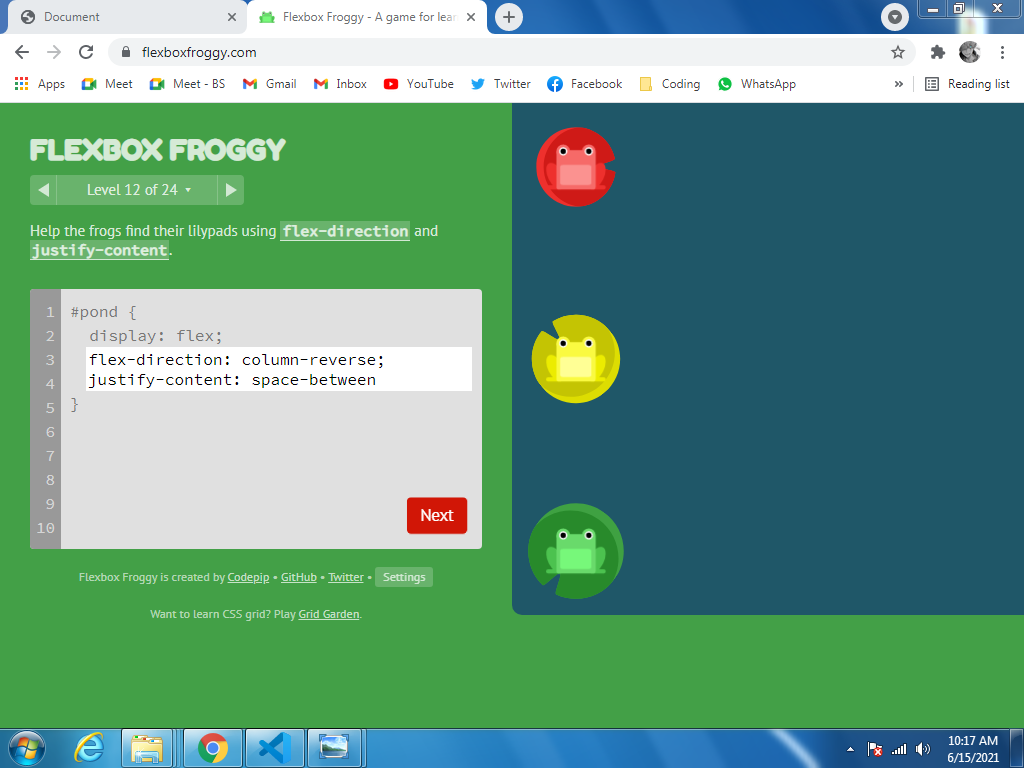 Document
Flexbox Froggy - A game for lear
flexboxfroggy.com
Apps Meet Meet - BS Gmail Inbox YouTube Twitter Facebook Coding WhatsApp » Reading list
FLEXBOX FROGGY
Level 12 of 24
Help the frogs find their lilypads using flex-direction and
justify-content.
1 #pond {
2 display: flex;
3 flex-direction: column-reverse;
4 justify-content: space-between
5 }
6
7
8
9
10
Next
Flexbox Froggy is created by Codepip • GitHub • Twitter • Settings
Want to learn CSS grid? Play Grid Garden.
10:17 AM
6/15/2021